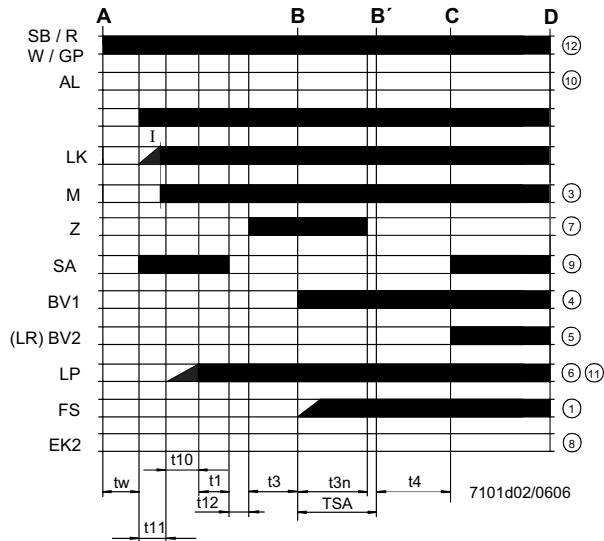 A B B´ C D
SB / R
W / GP 12
AL 10
I
LK
M 3
Z 7
SA 9
BV1 4
(LR) BV2 5
LP 6 11
FS 1
EK2 8
t10
tw t1 t3 t3n t4
7101d02/0606
t12 TSA
t11